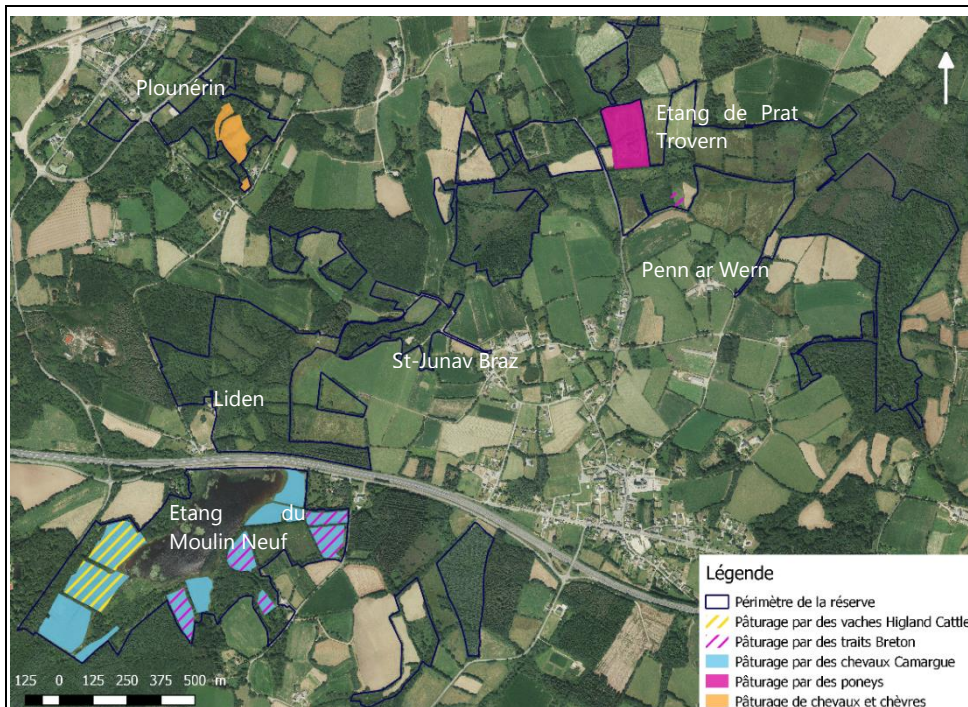 Plounérin
Etang de Prat
Trovern
Penn ar Wern
St-Junav Braz
Liden
Etang du
Moulin Neuf
Légende
Périmètre de la réserve
Pâturage par des vaches Higland Cattle
Pâturage par des traits Breton
Pâturage par des chevaux Camargue
Pâturage par des poneys
Pâturage de chevaux et chèvres
125 0 125 250 375 500 m